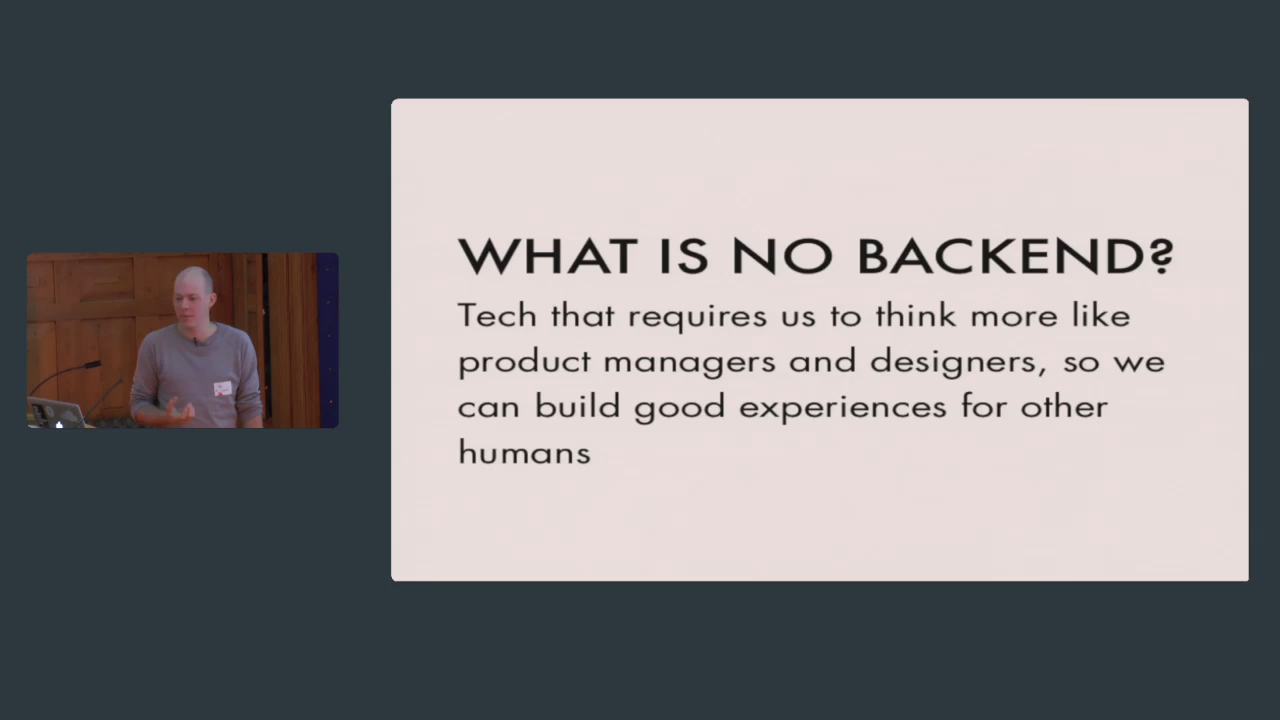 WHAT IS NO BACKEND?
Tech that requires us to think more like
product managers and designers, so we
can build good experiences for other
humans